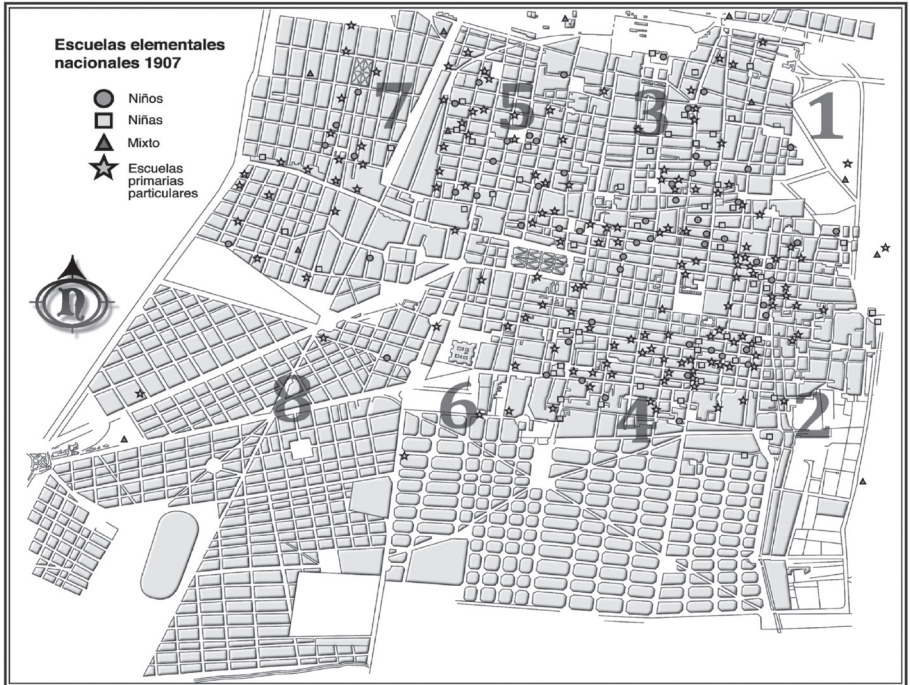 Escuelas elementales
nacionales 1907
Niños
Niñas
Mixto
Escuelas
primarias
particulares
7
5
3
1
n
8
6
4
2